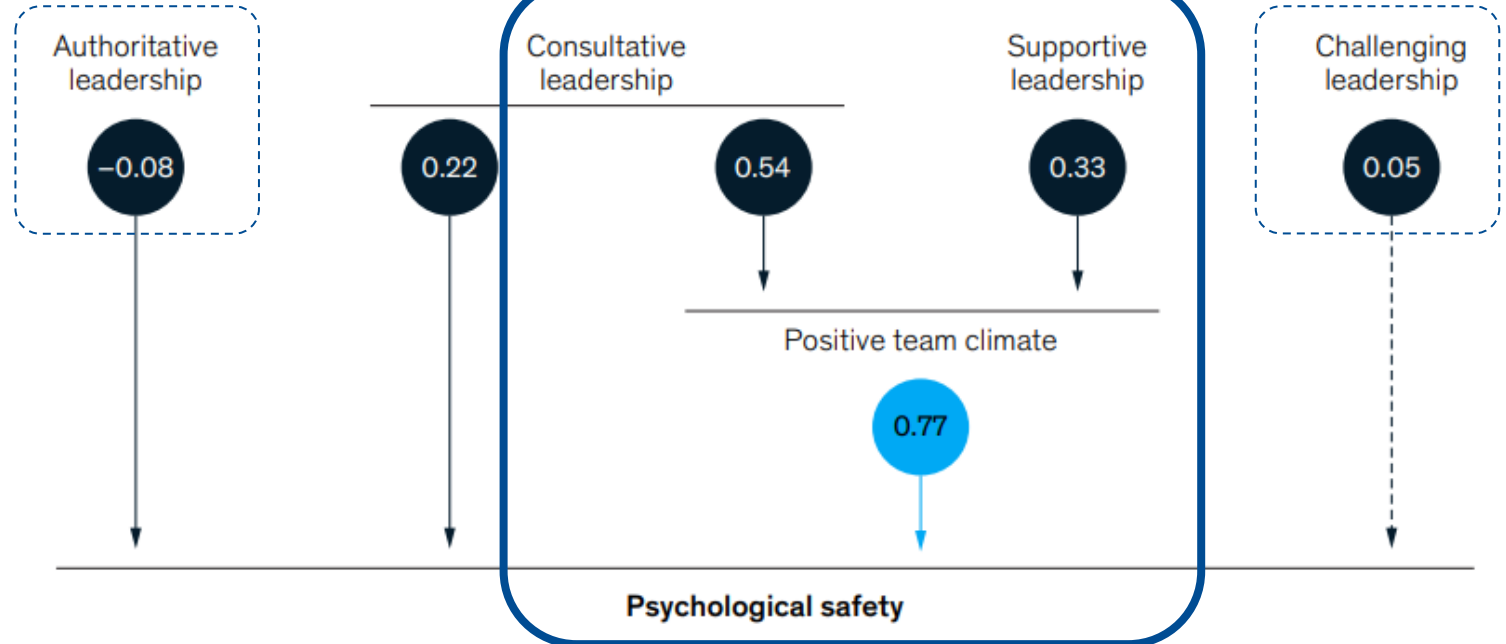 Authoritative
leadership
Consultative
leadership
Supportive
leadership
Challenging
leadership
−0.08
0.22
0.54
0.33
0.05
Positive team climate
0.77
Psychological safety